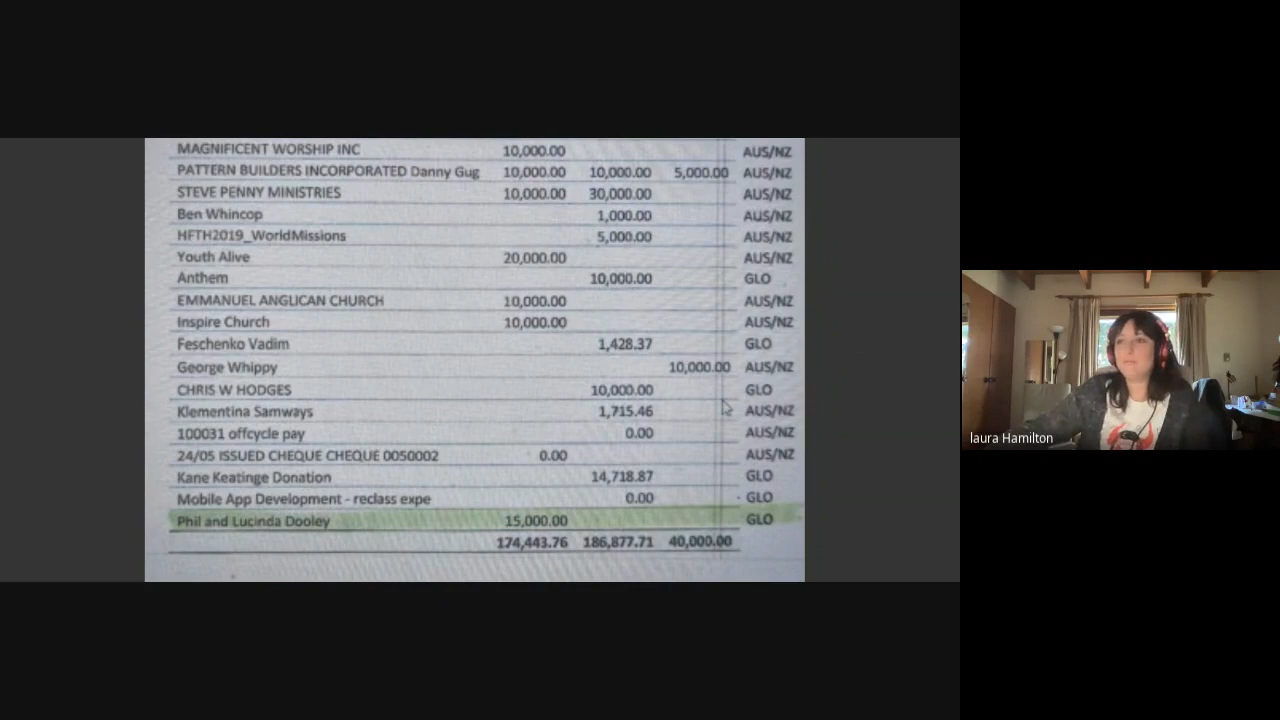 MAGNIFICENT WORSHIP INC 10,000.00 AUS/NZ
PATTERN BUILDERS INCORPORATED Danny Gug 10,000.00 10,000.00 5,000.00 AUS/NZ
STEVE PENNY MINISTRIES 10,000.00 30,000.00 AUS/NZ
Ben Whincop 1,000.00 AUS/NZ
HFTH2019_WorldMissions 5,000.00 AUS/NZ
Youth Alive 20,000.00 AUS/NZ
Anthem 10,000.00 GLO
EMMANUEL ANGLICAN CHURCH 10,000.00 AUS/NZ
Inspire Church 10,000.00 AUS/NZ
Feschenko Vadim 1,428.37 GLO
George Whippy 10,000.00 AUS/NZ
CHRIS W HODGES 10,000.00 GLO
Klementina Samways 1,715.46 AUS/NZ
100031 offcycle pay 0.00 AUS/NZ
24/05 ISSUED CHEQUE CHEQUE 0050002 0.00 AUS/NZ
Kane Keatinge Donation 14,718.87 GLO
Mobile App Development - reclass expe 0.00 GLO
Phil and Lucinda Dooley 15,000.00 GLO
174,443.76 186,877.71 40,000.00
laura Hamilton